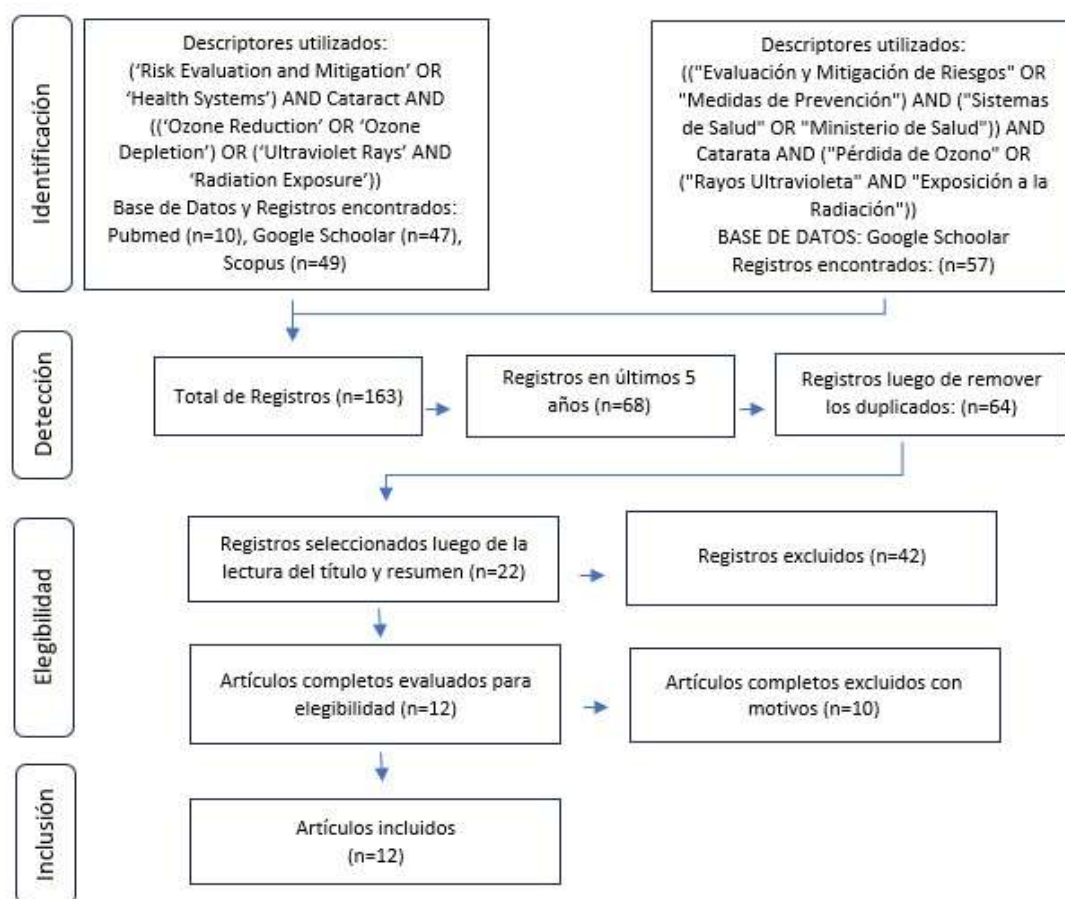 Identificación
Descriptores utilizados:
(‘Risk Evaluation and Mitigation’ OR
‘Health Systems’) AND Cataract AND
((‘Ozone Reduction’ OR ‘Ozone
Depletion’) OR (‘Ultraviolet Rays’ AND
‘Radiation Exposure’))
Base de Datos y Registros encontrados:
Pubmed (n=10), Google Schoolar (n=47),
Scopus (n=49)
Descriptores utilizados:
(("Evaluación y Mitigación de Riesgos" OR
"Medidas de Prevención") AND ("Sistemas
de Salud" OR "Ministerio de Salud")) AND
Catarata AND ("Pérdida de Ozono" OR
("Rayos Ultravioleta" AND "Exposición a la
Radiación"))
BASE DE DATOS: Google Schoolar
Registros encontrados: (n=57)
Detección
Total de Registros (n=163)
Registros en últimos 5
años (n=68)
Registros luego de remover
los duplicados: (n=64)
Elegibilidad
Registros seleccionados luego de la
lectura del título y resumen (n=22)
Registros excluidos (n=42)
Artículos completos evaluados para
elegibilidad (n=12)
Artículos completos excluidos con
motivos (n=10)
Inclusión
Artículos incluidos
(n=12)